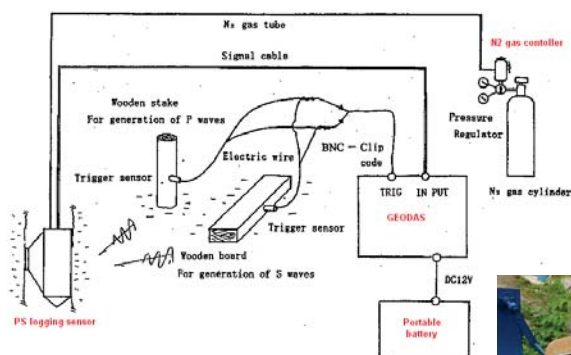 N₂ gas tube
N2 gas contoller
Signal cable
Wooden stake
For generation of P waves
Pressure
Regulator
BNC - Clip
code
Electric wire
Trigger sensor
TRIG
IN PUT
N₂ gas cylinder
GEODAS
Trigger sensor
Wooden board
For generation of S waves
DC12V
PS logging sensor
Portable
battery